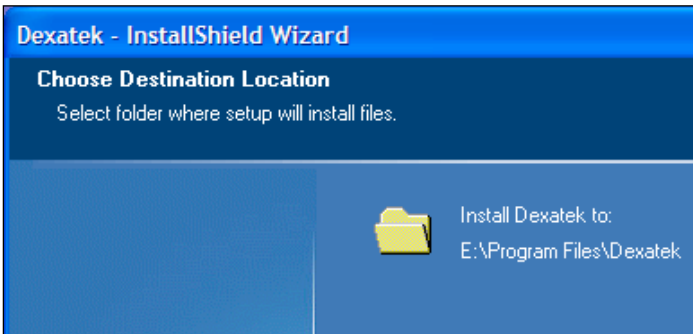 Dexatek - InstallShield Wizard
Choose Destination Location
Select folder where setup will install files.
Install Dexatek to:
E:\Program Files\Dexatek